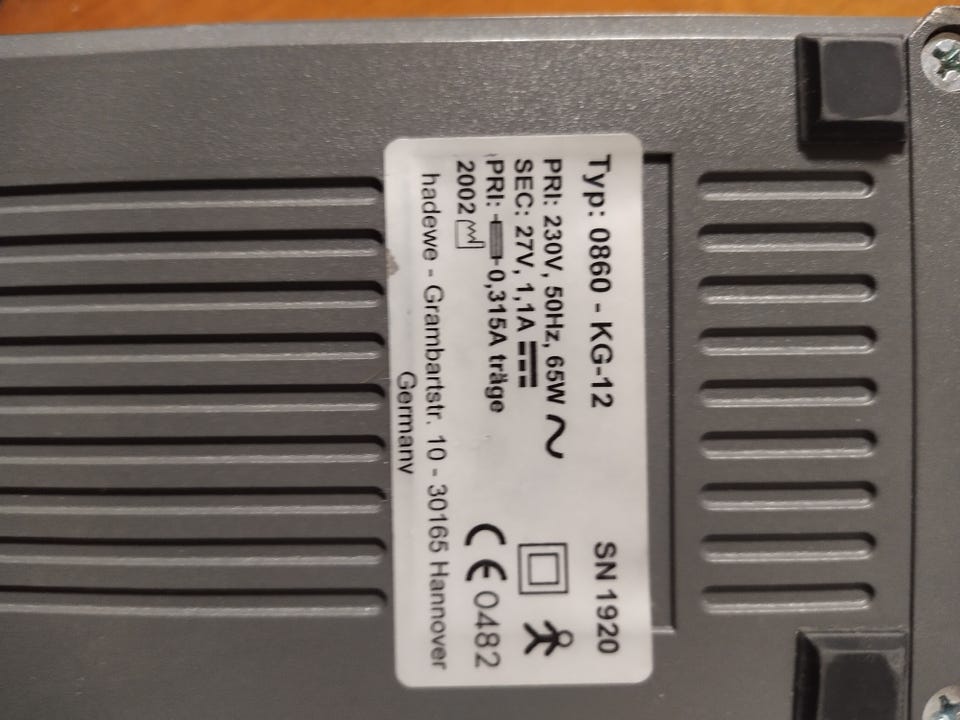 Typ: 0860 - KG-12 SN 1920
PRI: 230V, 50Hz, 65W
SEC: 27V, 1,1A
PRI: 0,315A träge
2002 CE 0482
hadewe - Grambartstr. 10 - 30165 Hannover
Germany